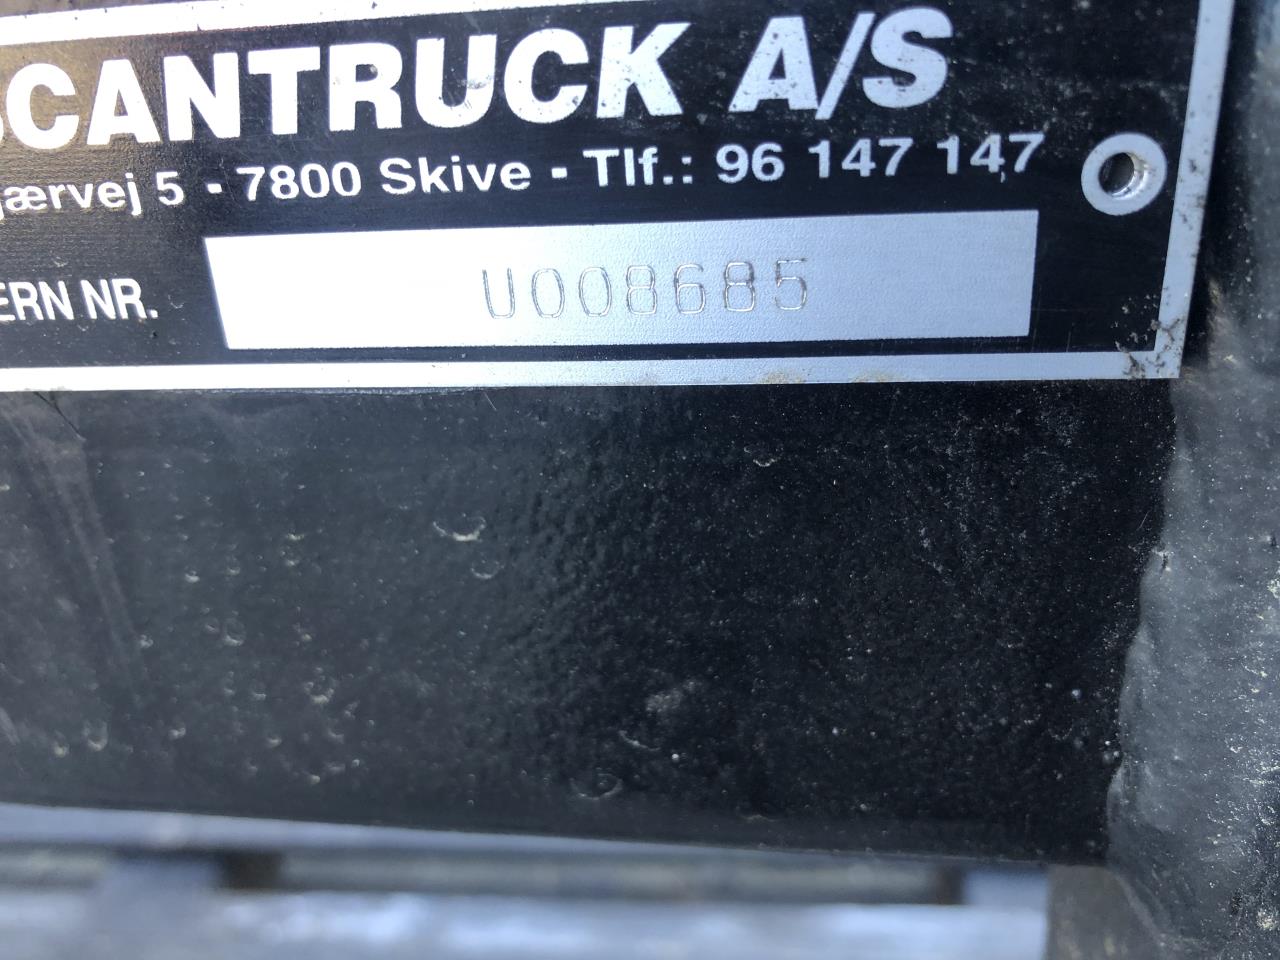 SCANTRUCK A/S
jærvej 5 - 7800 Skive - Tlf.: 96 147 147
ERN NR. U008685